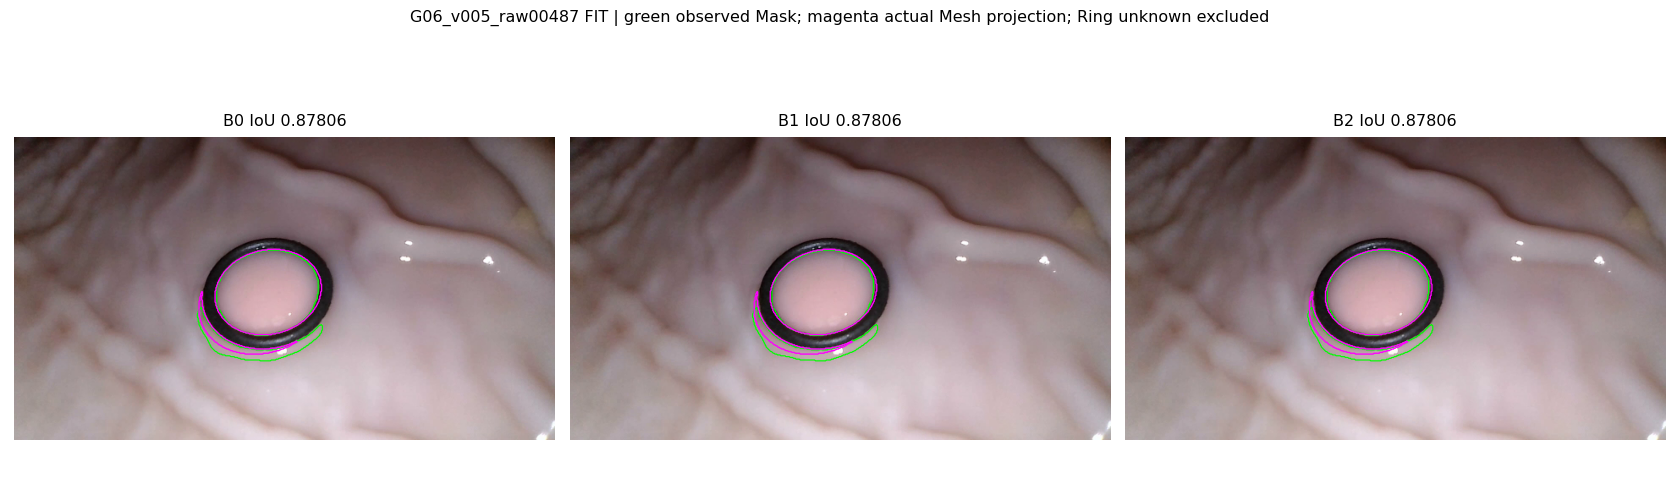 G06_v005_raw00487 FIT | green observed Mask; magenta actual Mesh projection; Ring unknown excluded
B0 IoU 0.87806
B1 IoU 0.87806
B2 IoU 0.87806